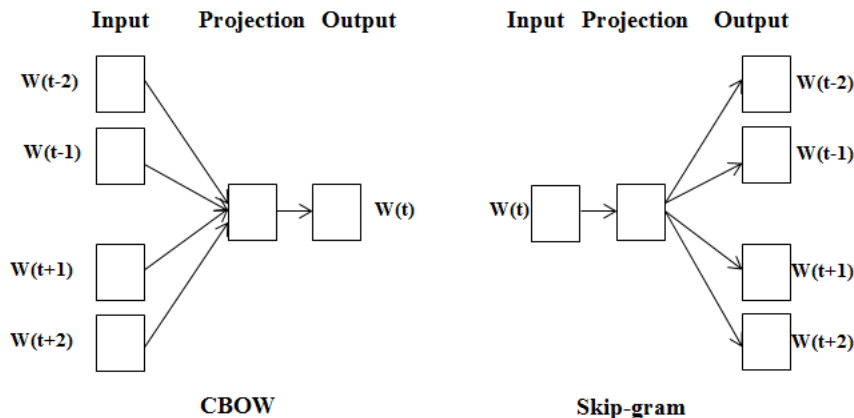 Input Projection Output
W(t-2)
W(t-1)
W(t)
W(t+1)
W(t+2)
CBOW
Input Projection Output
W(t-2)
W(t-1)
W(t)
W(t+1)
W(t+2)
Skip-gram